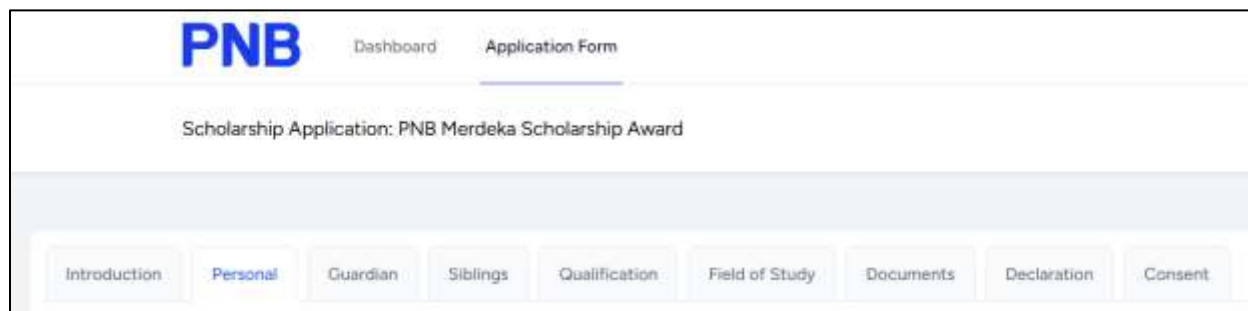 PNB Dashboard Application Form
Scholarship Application: PNB Merdeka Scholarship Award
Introduction Personal Guardian Siblings Qualification Field of Study Documents Declaration Consent